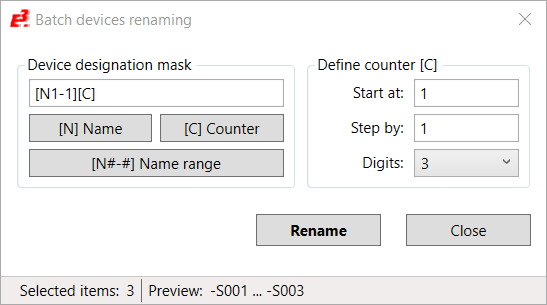 E³ Batch devices renaming
Device designation mask
[N1-1][C]
[N] Name
[C] Counter
[N#-#] Name range
Define counter [C]
Start at: 1
Step by: 1
Digits: 3
Rename
Close
Selected items: 3
Preview: -S001 ... -S003